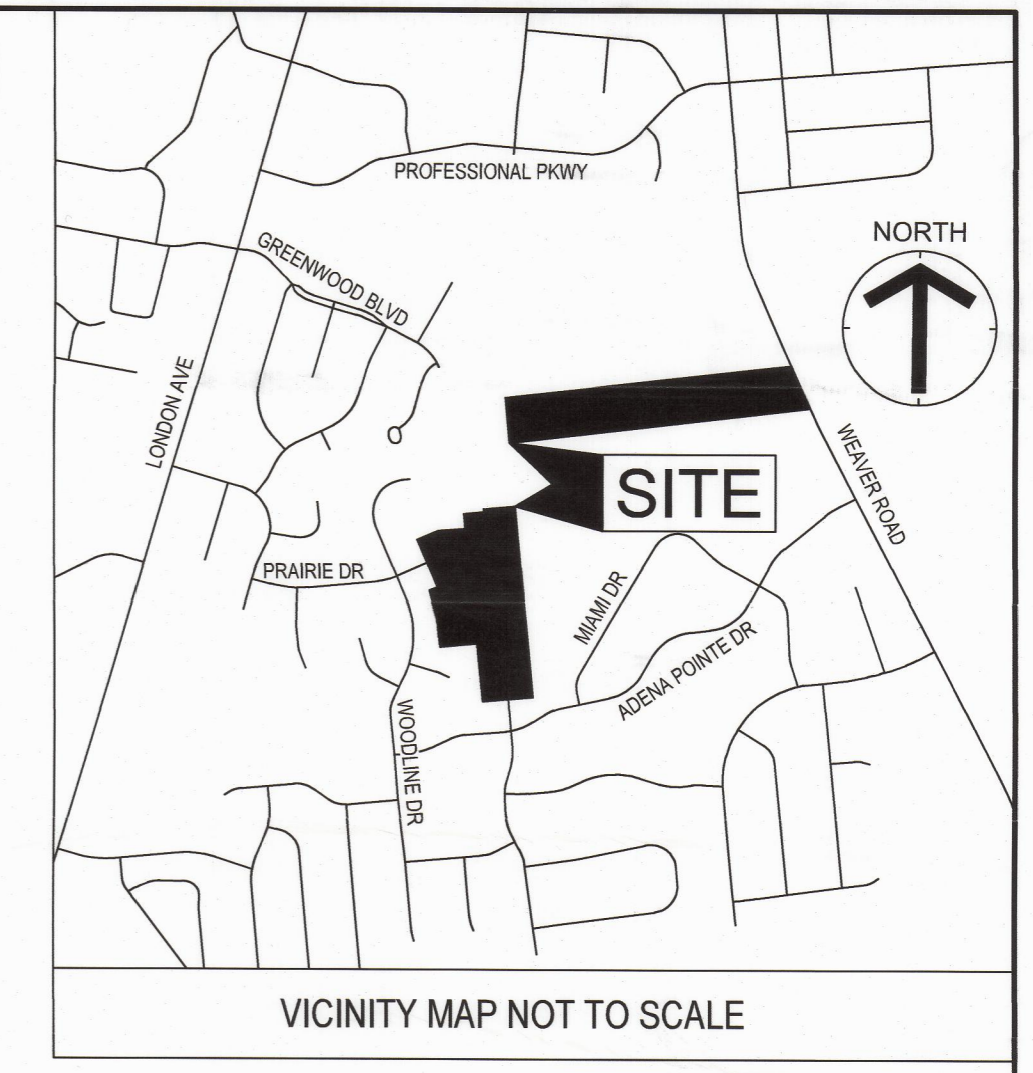 PROFESSIONAL PKWY
NORTH
GREENWOOD BLVD
LONDON AVE
WEAVER ROAD
SITE
PRAIRIE DR
MIAMI DR
ADENA POINTE DR
WOODLINE DR
VICINITY MAP NOT TO SCALE